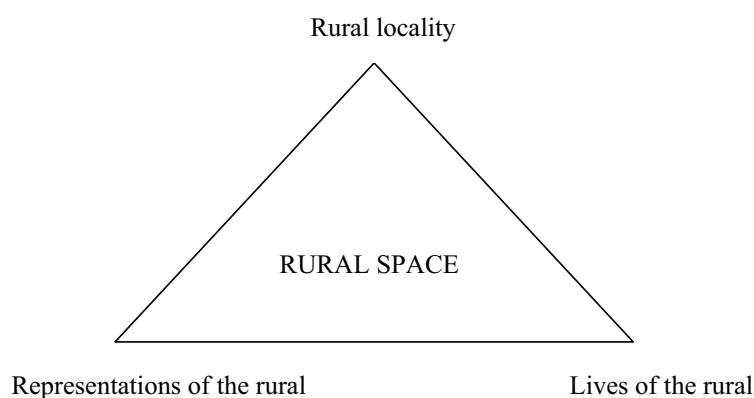 Rural locality
RURAL SPACE
Representations of the rural
Lives of the rural